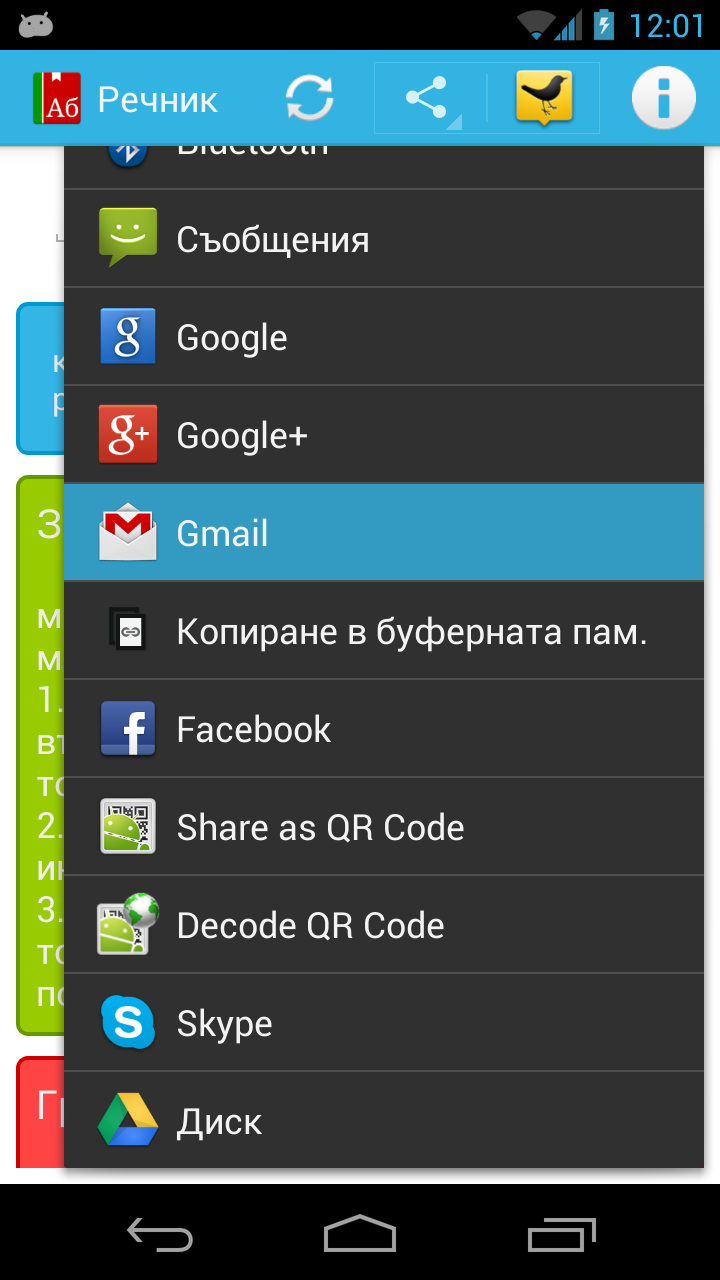 12:01
Аб
Речник
Bluetooth
Съобщения
Google
Google+
Gmail
Копиране в буферната пам.
Facebook
Share as QR Code
Decode QR Code
Skype
Диск